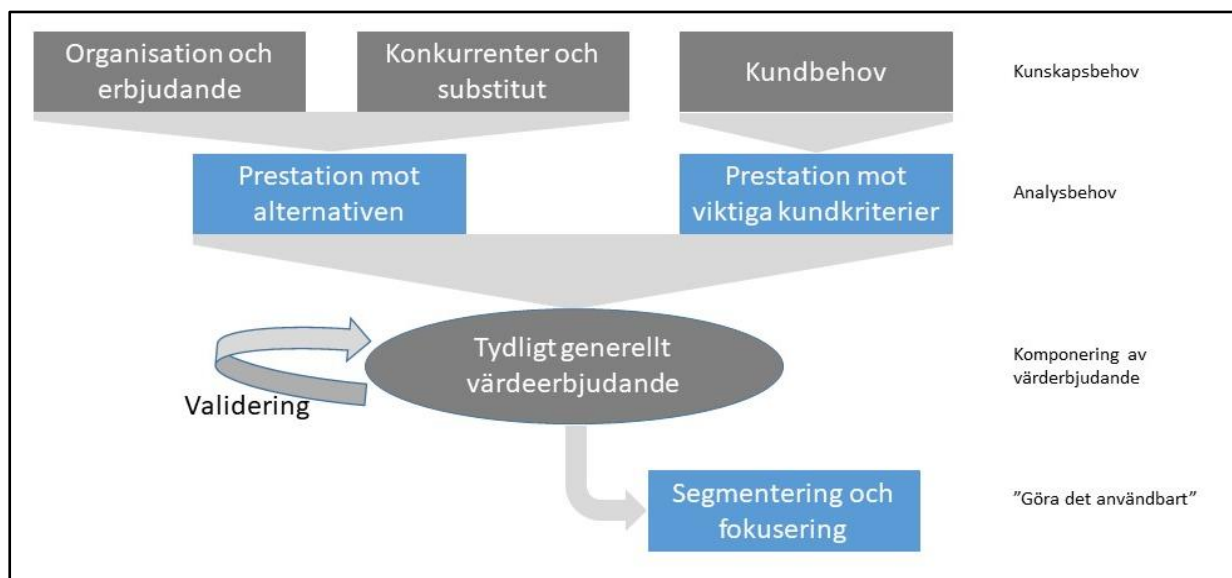 Organisation och
erbjudande
Konkurrenter och
substitut
Kundbehov
Kunskapsbehov
Prestation mot
alternativen
Prestation mot
viktiga kundkriterier
Analysbehov
Tydligt generellt
värdeerbjudande
Validering
Komponering av
värderbjudande
Segmentering och
fokusering
”Göra det användbart”